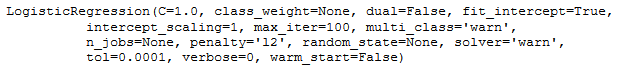 LogisticRegression(C=1.0, class_weight=None, dual=False, fit_intercept=True,
intercept_scaling=1, max_iter=100, multi_class='warn',
n_jobs=None, penalty='l2', random_state=None, solver='warn',
tol=0.0001, verbose=0, warm_start=False)